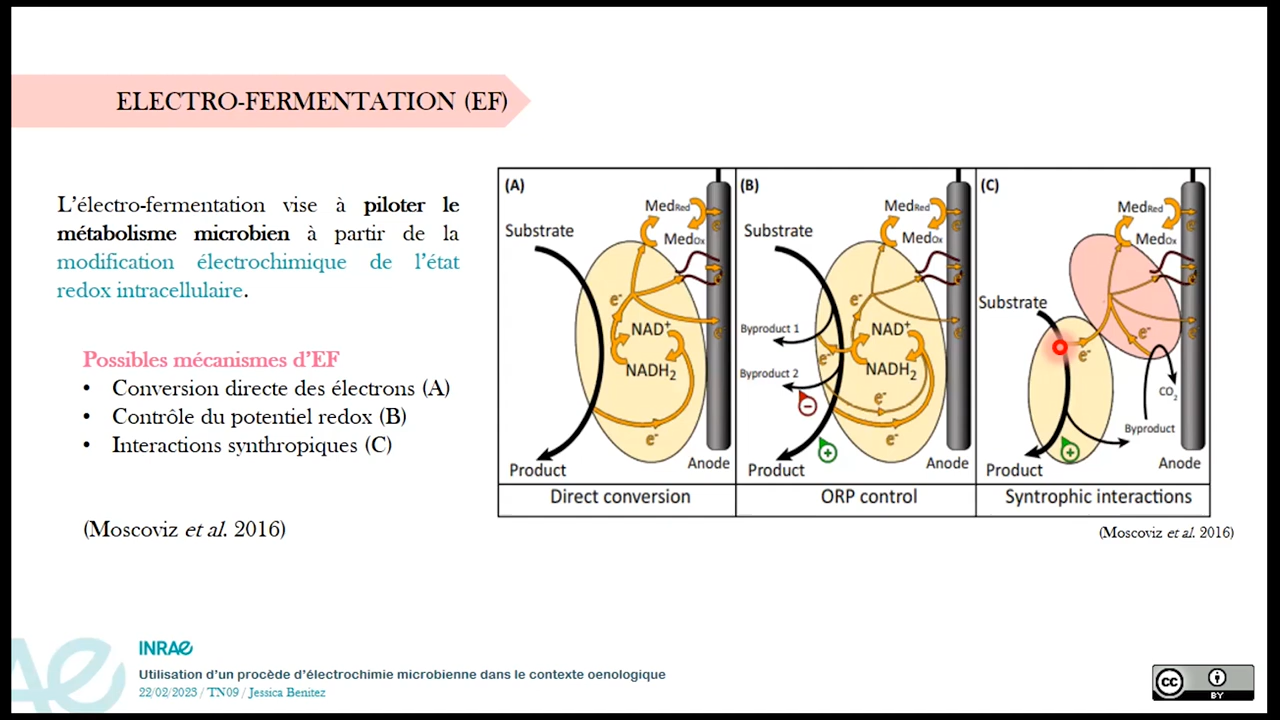 ELECTRO-FERMENTATION (EF)
L'électro-fermentation vise à piloter le
métabolisme microbien à partir de la
modification électrochimique de l'état
redox intracellulaire.
Possibles mécanismes d'EF
• Conversion directe des électrons (A)
• Contrôle du potentiel redox (B)
• Interactions synthropiques (C)
(Moscoviz et al. 2016)
(A)
Substrate
MedRed
MedOx
e-
NAD+
NADH2
e-
Product
Anode
Direct conversion
(B)
Substrate
MedRed
MedOx
e-
Byproduct 1
NAD+
e-
Byproduct 2
NADH2
e-
e-
Product
Anode
ORP control
(C)
Substrate
MedRed
MedOx
e-
e-
CO2
Byproduct
Product
Anode
Syntrophic interactions
(Moscoviz et al. 2016)
INRAE
Utilisation d'un procède d'électrochimie microbienne dans le contexte oenologique
22/02/2023 / TN09 / Jessica Benitez
cc
BY